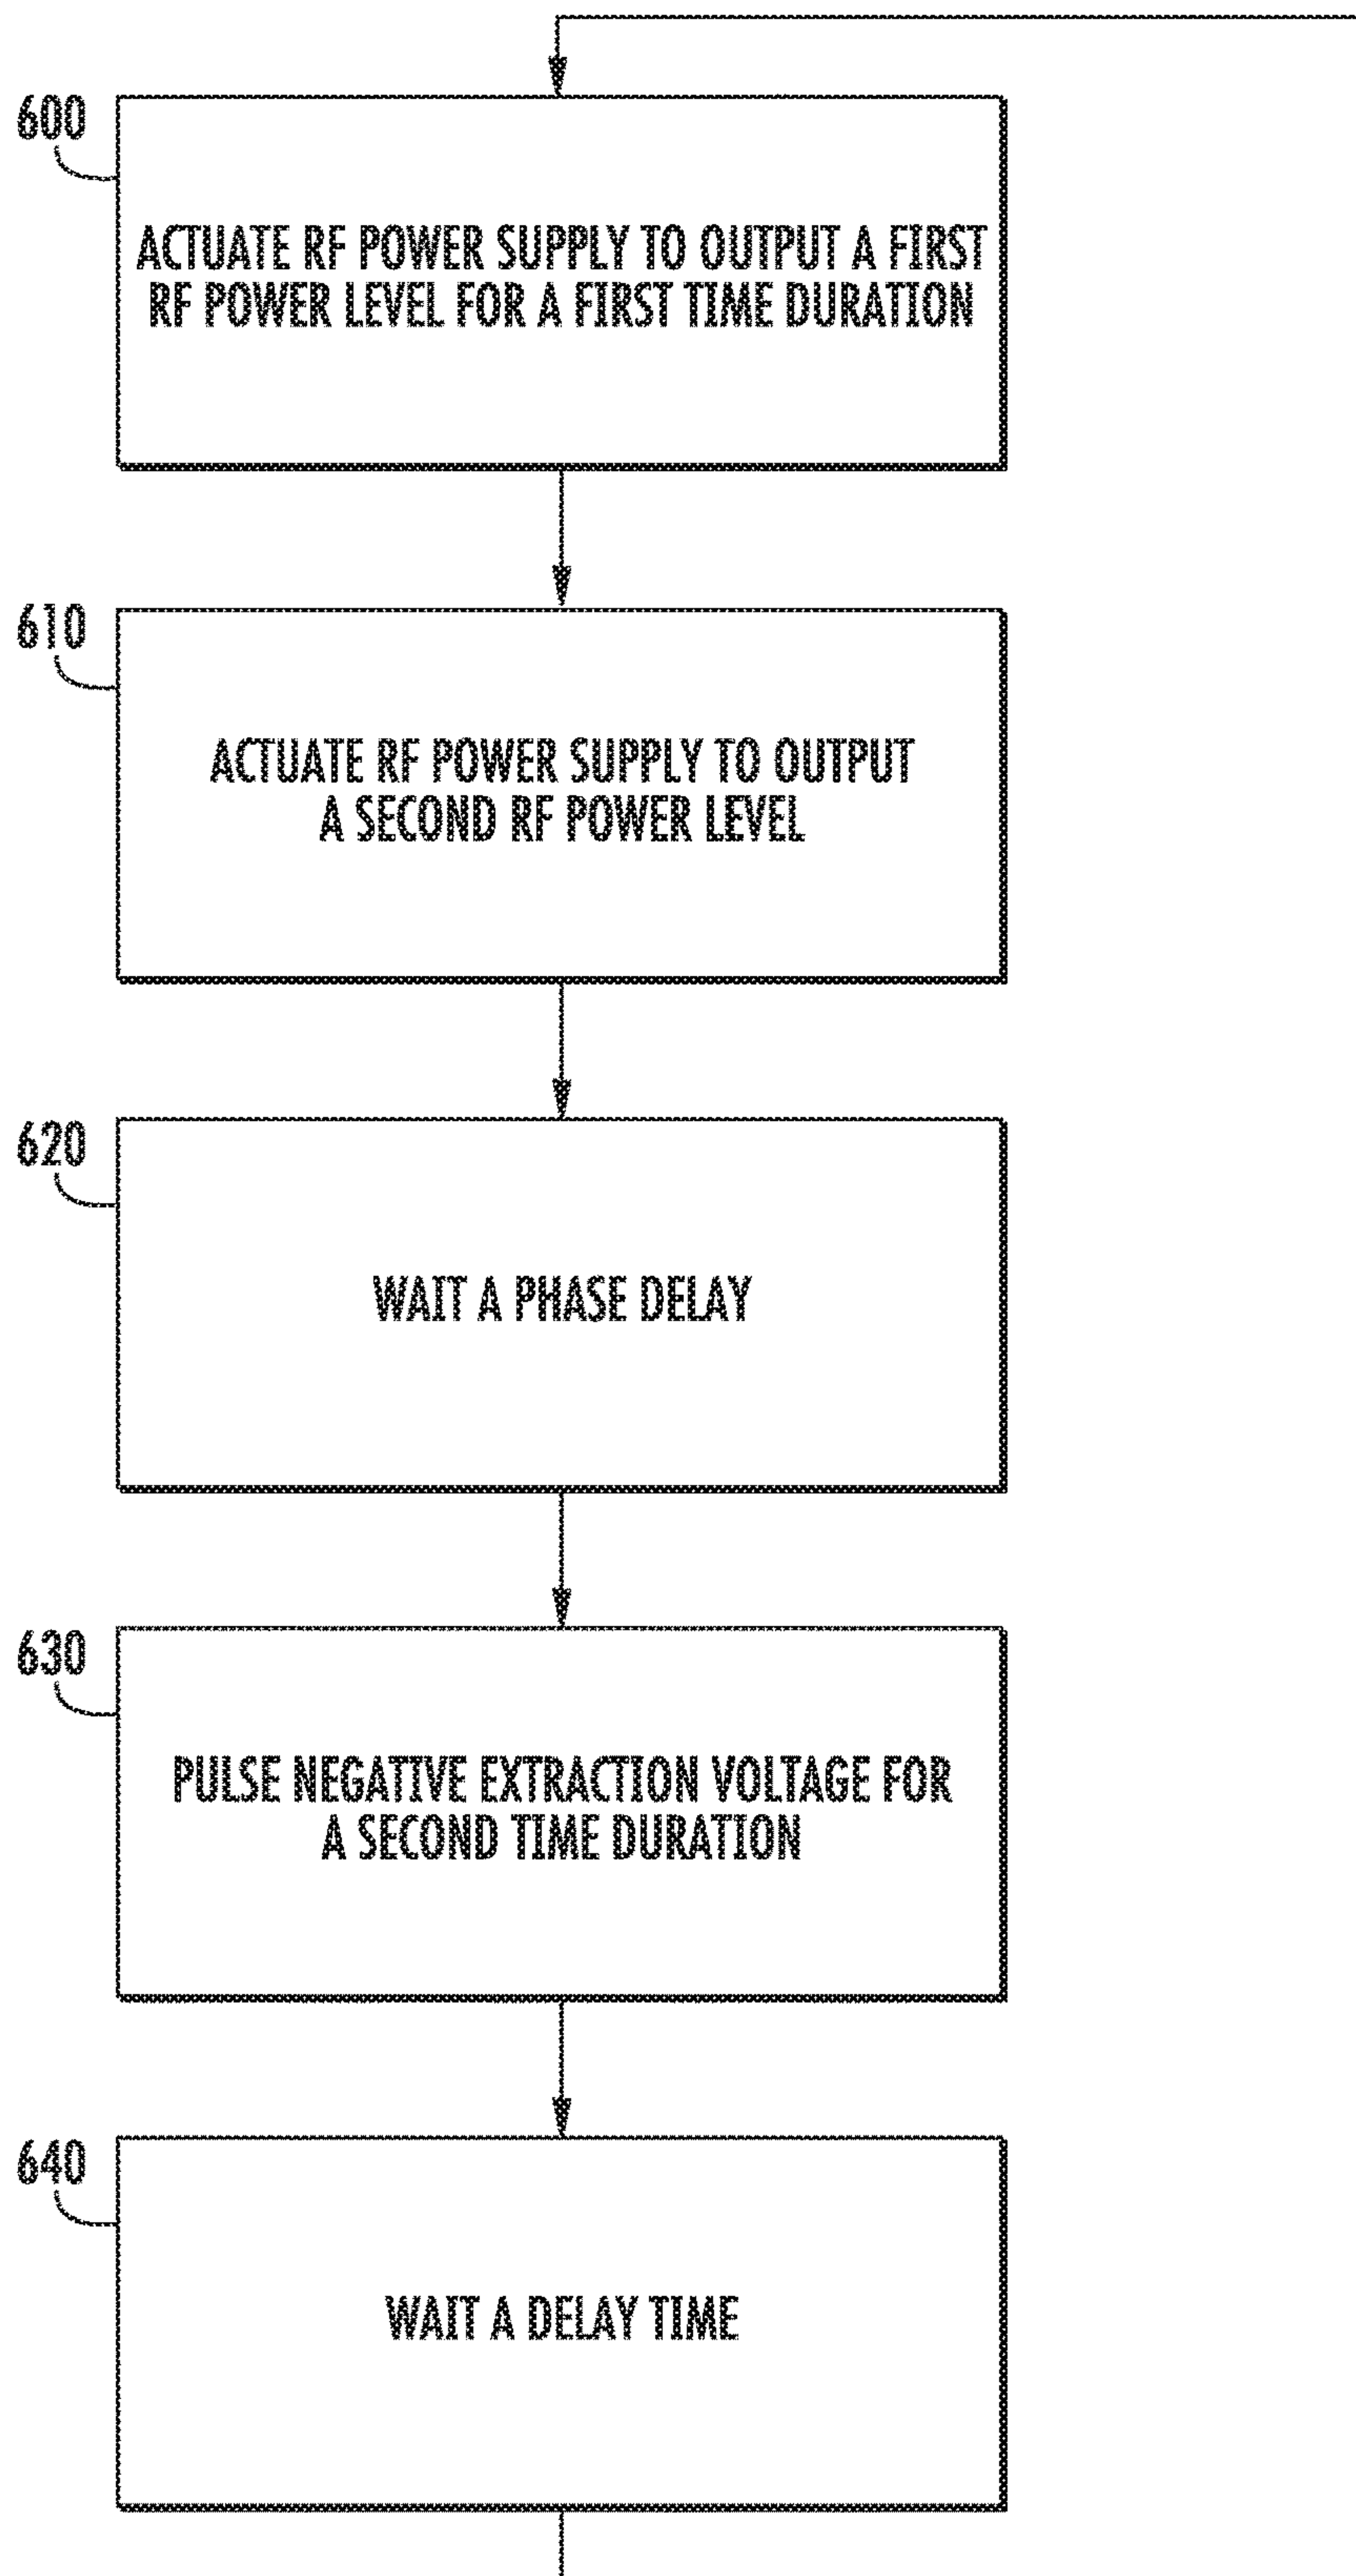 600
ACTUATE RF POWER SUPPLY TO OUTPUT A FIRST
RF POWER LEVEL FOR A FIRST TIME DURATION
610
ACTUATE RF POWER SUPPLY TO OUTPUT
A SECOND RF POWER LEVEL
620
WAIT A PHASE DELAY
630
PULSE NEGATIVE EXTRACTION VOLTAGE FOR
A SECOND TIME DURATION
640
WAIT A DELAY TIME